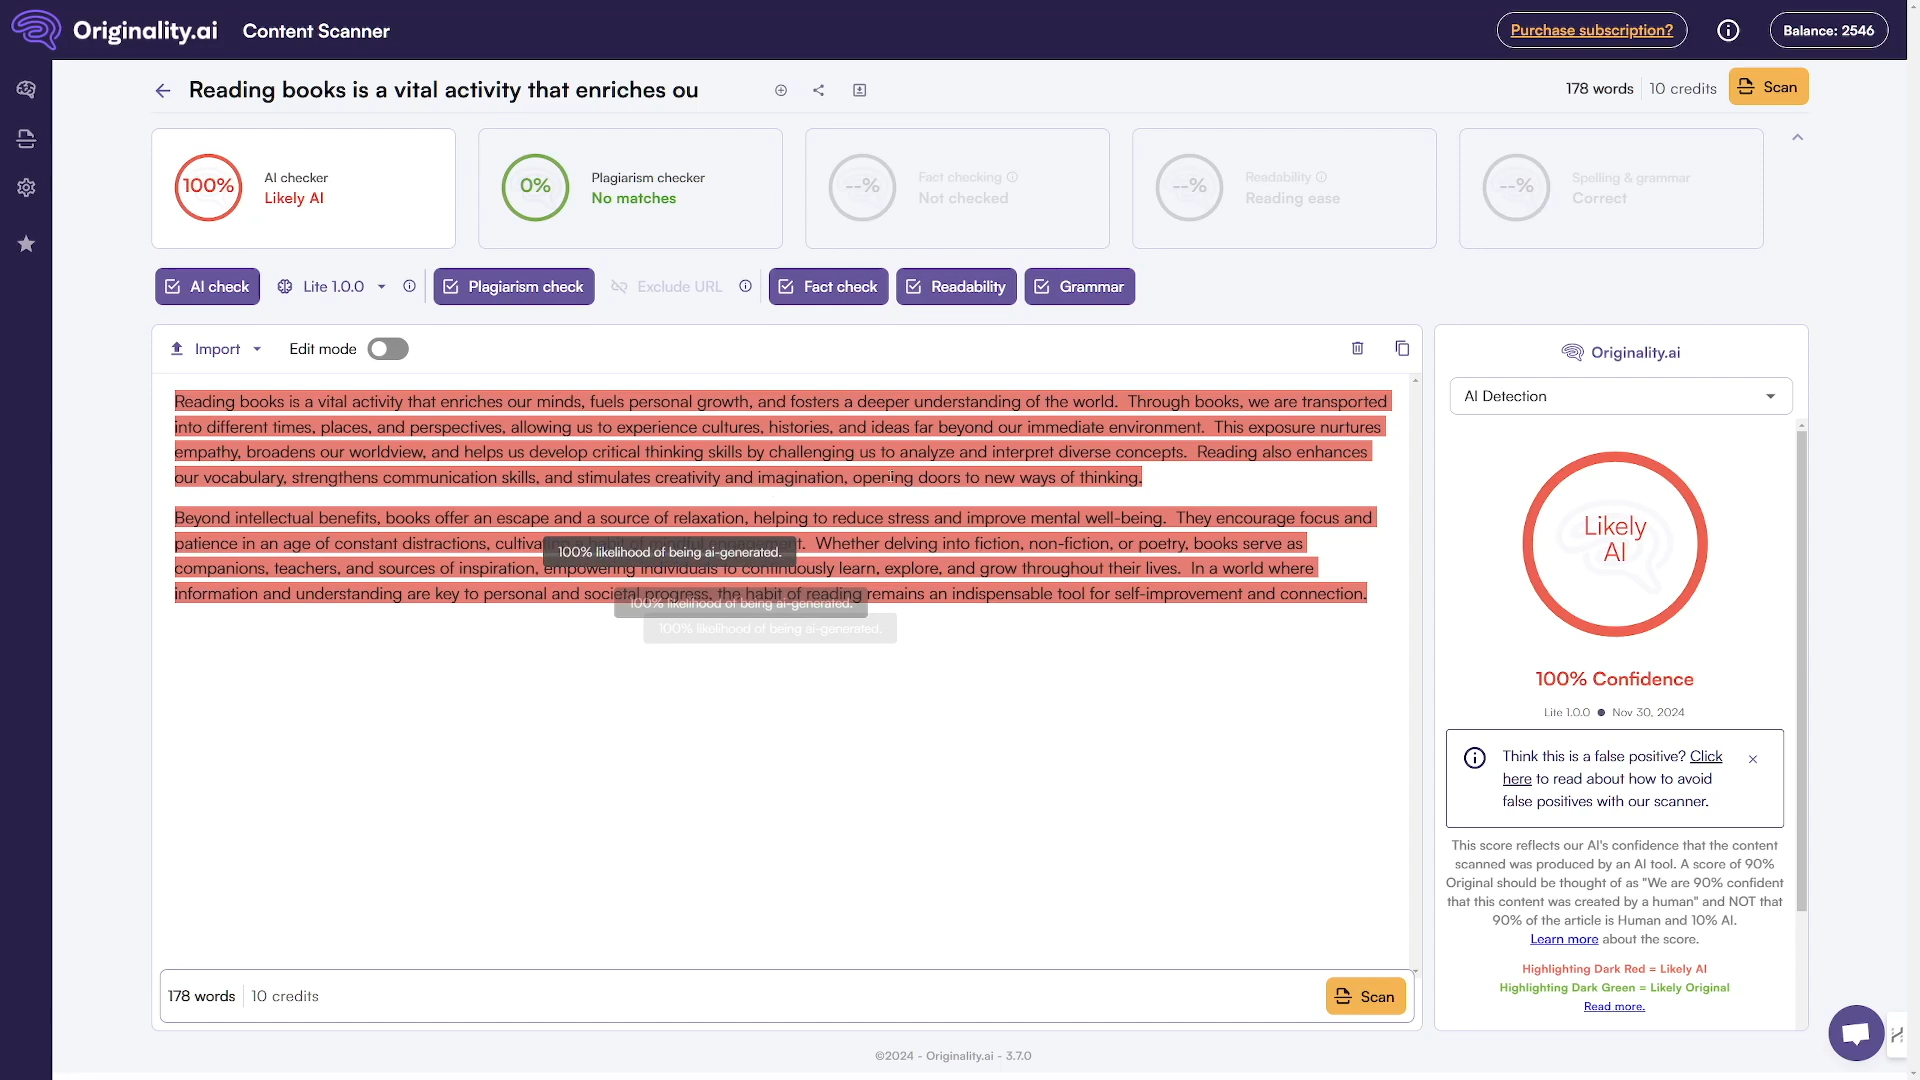 Originality.ai Content Scanner Purchase subscription? Balance: 2546
Reading books is a vital activity that enriches ou 178 words 10 credits Scan
100% AI checker Likely AI
0% Plagiarism checker No matches
--% Fact checking Not checked
--% Readability Reading ease
--% Spelling & grammar Correct
AI check Lite 1.0.0 Plagiarism check Exclude URL Fact check Readability Grammar
Import Edit mode
Reading books is a vital activity that enriches our minds, fuels personal growth, and fosters a deeper understanding of the world. Through books, we are transported
into different times, places, and perspectives, allowing us to experience cultures, histories, and ideas far beyond our immediate environment. This exposure nurtures
empathy, broadens our worldview, and helps us develop critical thinking skills by challenging us to analyze and interpret diverse concepts. Reading also enhances
our vocabulary, strengthens communication skills, and stimulates creativity and imagination, opening doors to new ways of thinking.
Beyond intellectual benefits, books offer an escape and a source of relaxation, helping to reduce stress and improve mental well-being. They encourage focus and
patience in an age of constant distractions, cultivating a habit of mindful engagement. Whether delving into fiction, non-fiction, or poetry, books serve as
100% likelihood of being ai-generated.
companions, teachers, and sources of inspiration, empowering individuals to continuously learn, explore, and grow throughout their lives. In a world where
information and understanding are key to personal and societal progress, the habit of reading remains an indispensable tool for self-improvement and connection.
100% likelihood of being ai-generated.
100% likelihood of being ai-generated.
178 words 10 credits Scan
Originality.ai
AI Detection
Likely
AI
100% Confidence
Lite 1.0.0 ● Nov 30, 2024
Think this is a false positive? Click
here to read about how to avoid
false positives with our scanner.
This score reflects our AI's confidence that the content
scanned was produced by an AI tool. A score of 90%
Original should be thought of as "We are 90% confident
that this content was created by a human" and NOT that
90% of the article is Human and 10% AI.
Learn more about the score.
Highlighting Dark Red = Likely AI
Highlighting Dark Green = Likely Original
Read more.
©2024 - Originality.ai - 3.7.0